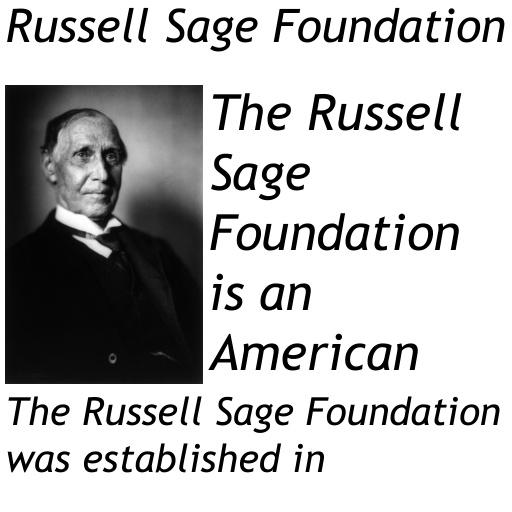 Russell Sage Foundation
The Russell
Sage
Foundation
is an
American
The Russell Sage Foundation
was established in